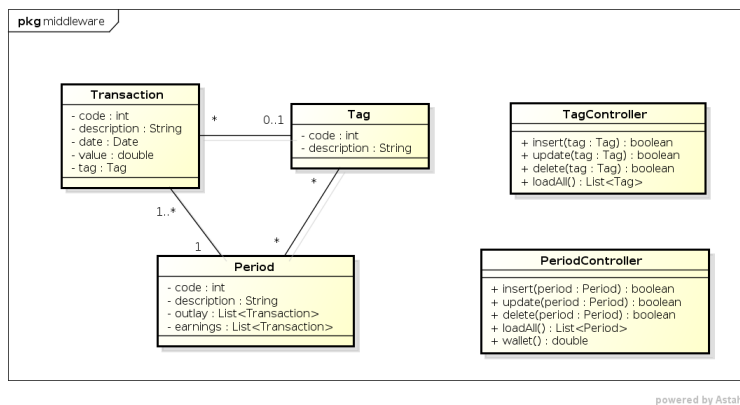 pkg middleware
Transaction
- code : int
- description : String
- date : Date
- value : double
- tag : Tag
*
0..1
Tag
- code : int
- description : String
TagController
+ insert(tag : Tag) : boolean
+ update(tag : Tag) : boolean
+ delete(tag : Tag) : boolean
+ loadAll() : List<Tag>
*
1..*
1
*
Period
- code : int
- description : String
- outlay : List<Transaction>
- earnings : List<Transaction>
PeriodController
+ insert(period : Period) : boolean
+ update(period : Period) : boolean
+ delete(period : Period) : boolean
+ loadAll() : List<Period>
+ wallet() : double
powered by Astah